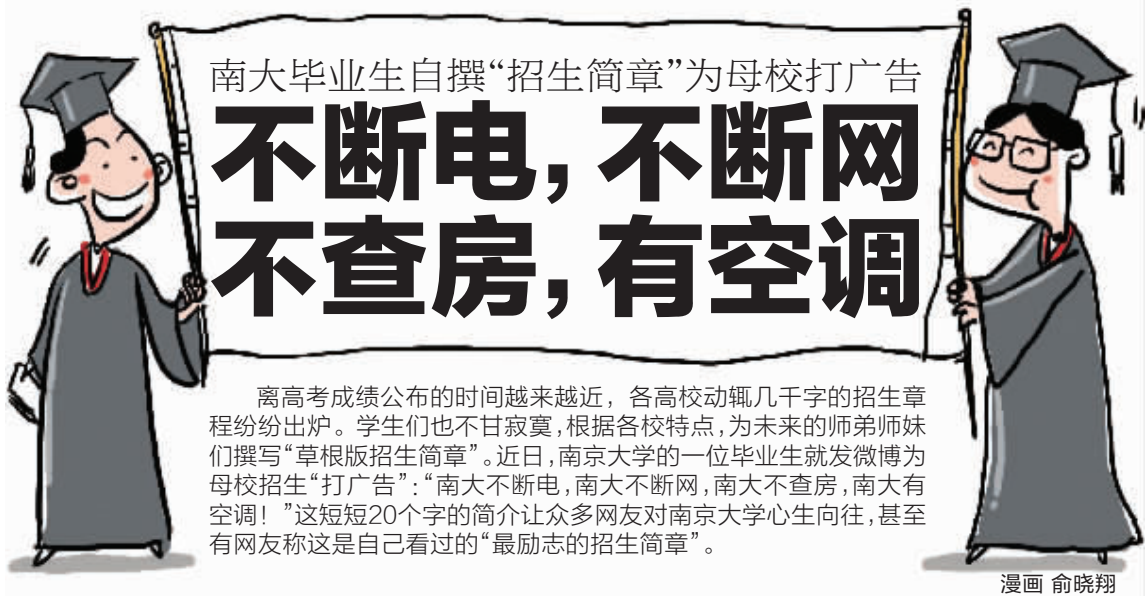 南大毕业生自撰“招生简章”为母校打广告
不断电,不断网
不查房,有空调
离高考成绩公布的时间越来越近，各高校动辄几千字的招生章
程纷纷出炉。学生们也不甘寂寞,根据各校特点,为未来的师弟师妹
们撰写“草根版招生简章”。近日,南京大学的一位毕业生就发微博为
母校招生“打广告”:“南大不断电,南大不断网,南大不查房,南大有
空调！”这短短20个字的简介让众多网友对南京大学心生向往,甚至
有网友称这是自己看过的“最励志的招生简章”。
漫画 俞晓翔